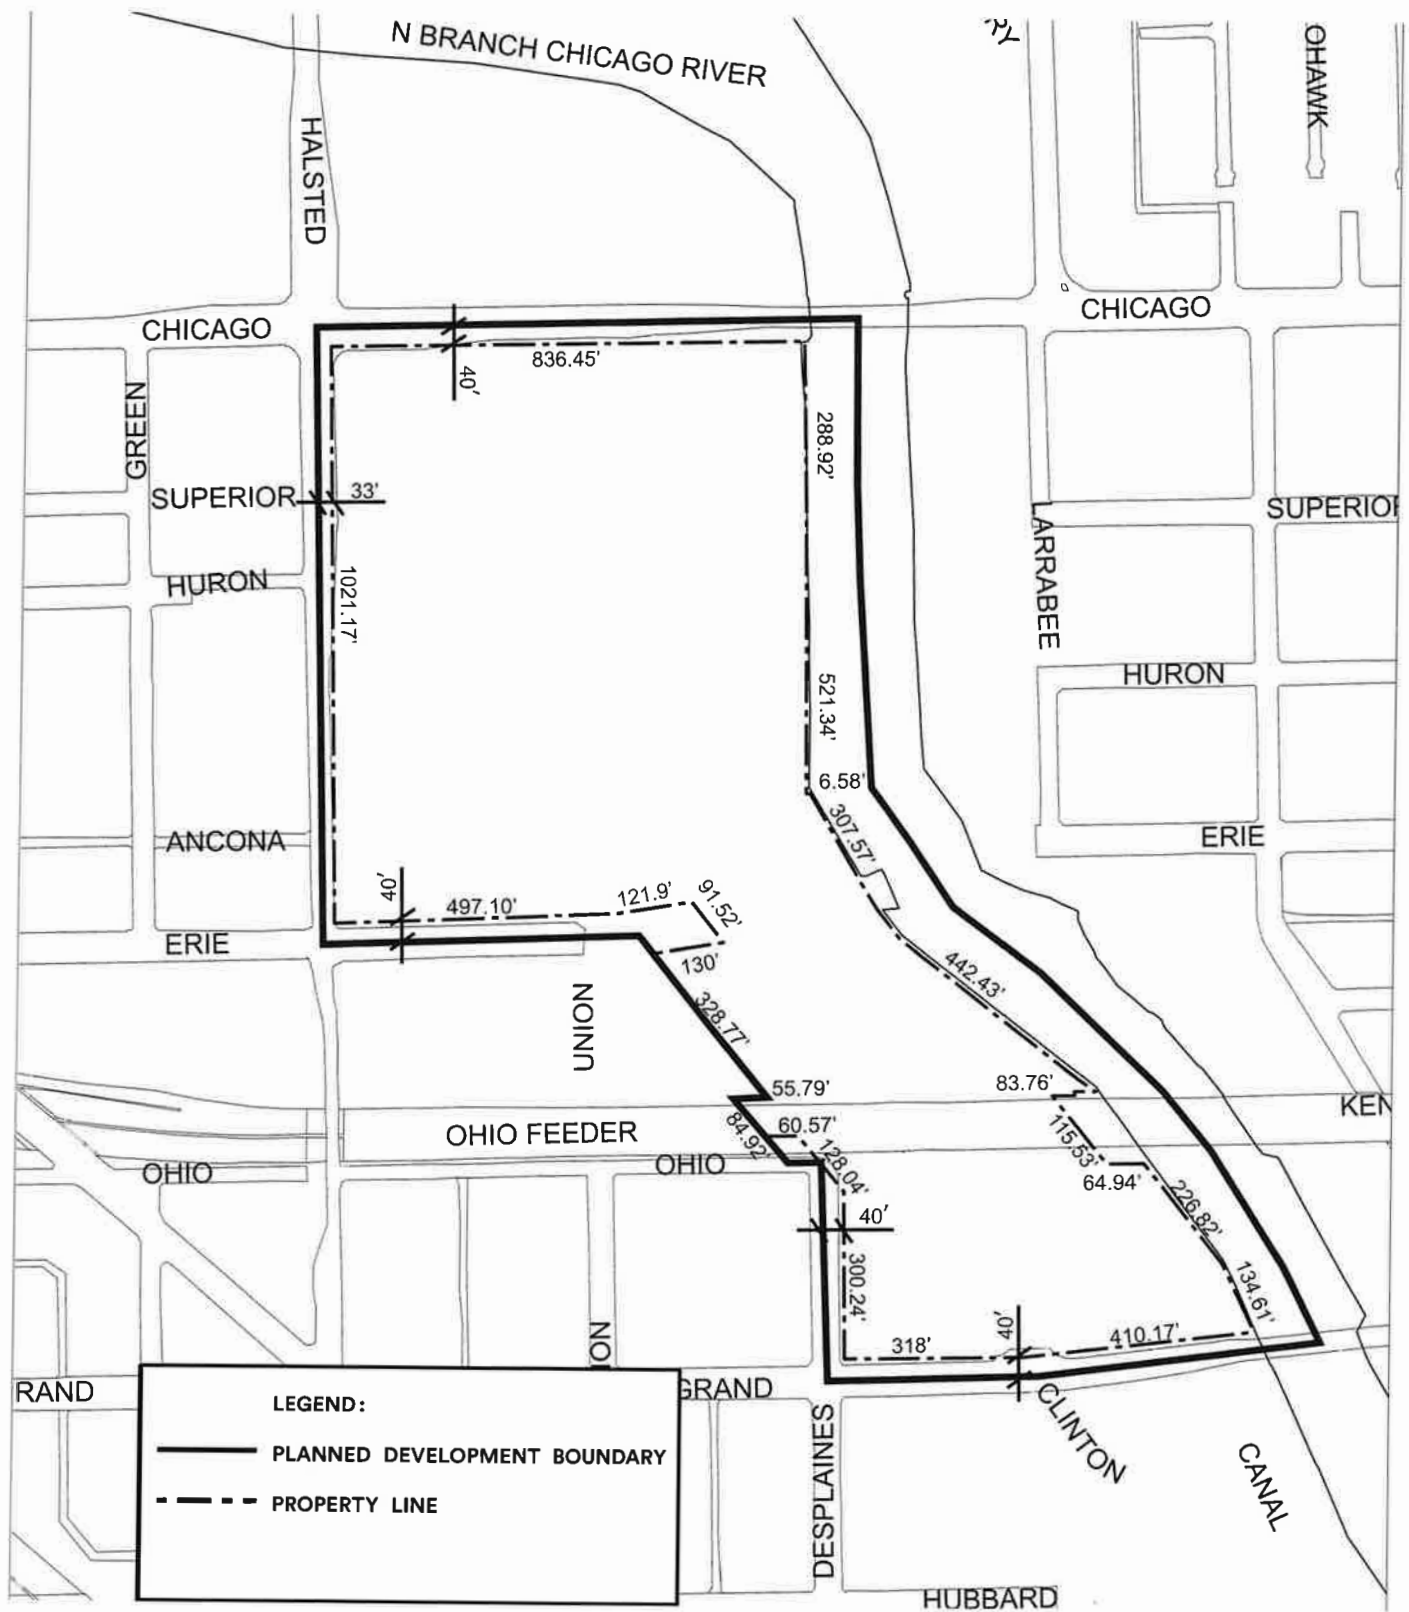 RY
OHAWK
N BRANCH CHICAGO RIVER
HALSTED
CHICAGO
CHICAGO
836.45'
40'
GREEN
288.92'
SUPERIOR
33'
SUPERIOR
LARRABEE
HURON
1021.17'
HURON
521.34'
6.58'
307.57'
ANCONA
ERIE
40'
497.10'
121.9'
91.52'
ERIE
130'
442.43'
UNION
328.77'
55.79'
83.76'
KEN
84.92'
60.57'
OHIO FEEDER
115.53'
OHIO
OHIO
128.04'
64.94'
226.82'
40'
300.24'
134.61'
40'
318'
410.17'
NOI
RAND
GRAND
CLINTON
DESPLAINES
CANAL
HUBBARD
LEGEND:
PLANNED DEVELOPMENT BOUNDARY
PROPERTY LINE